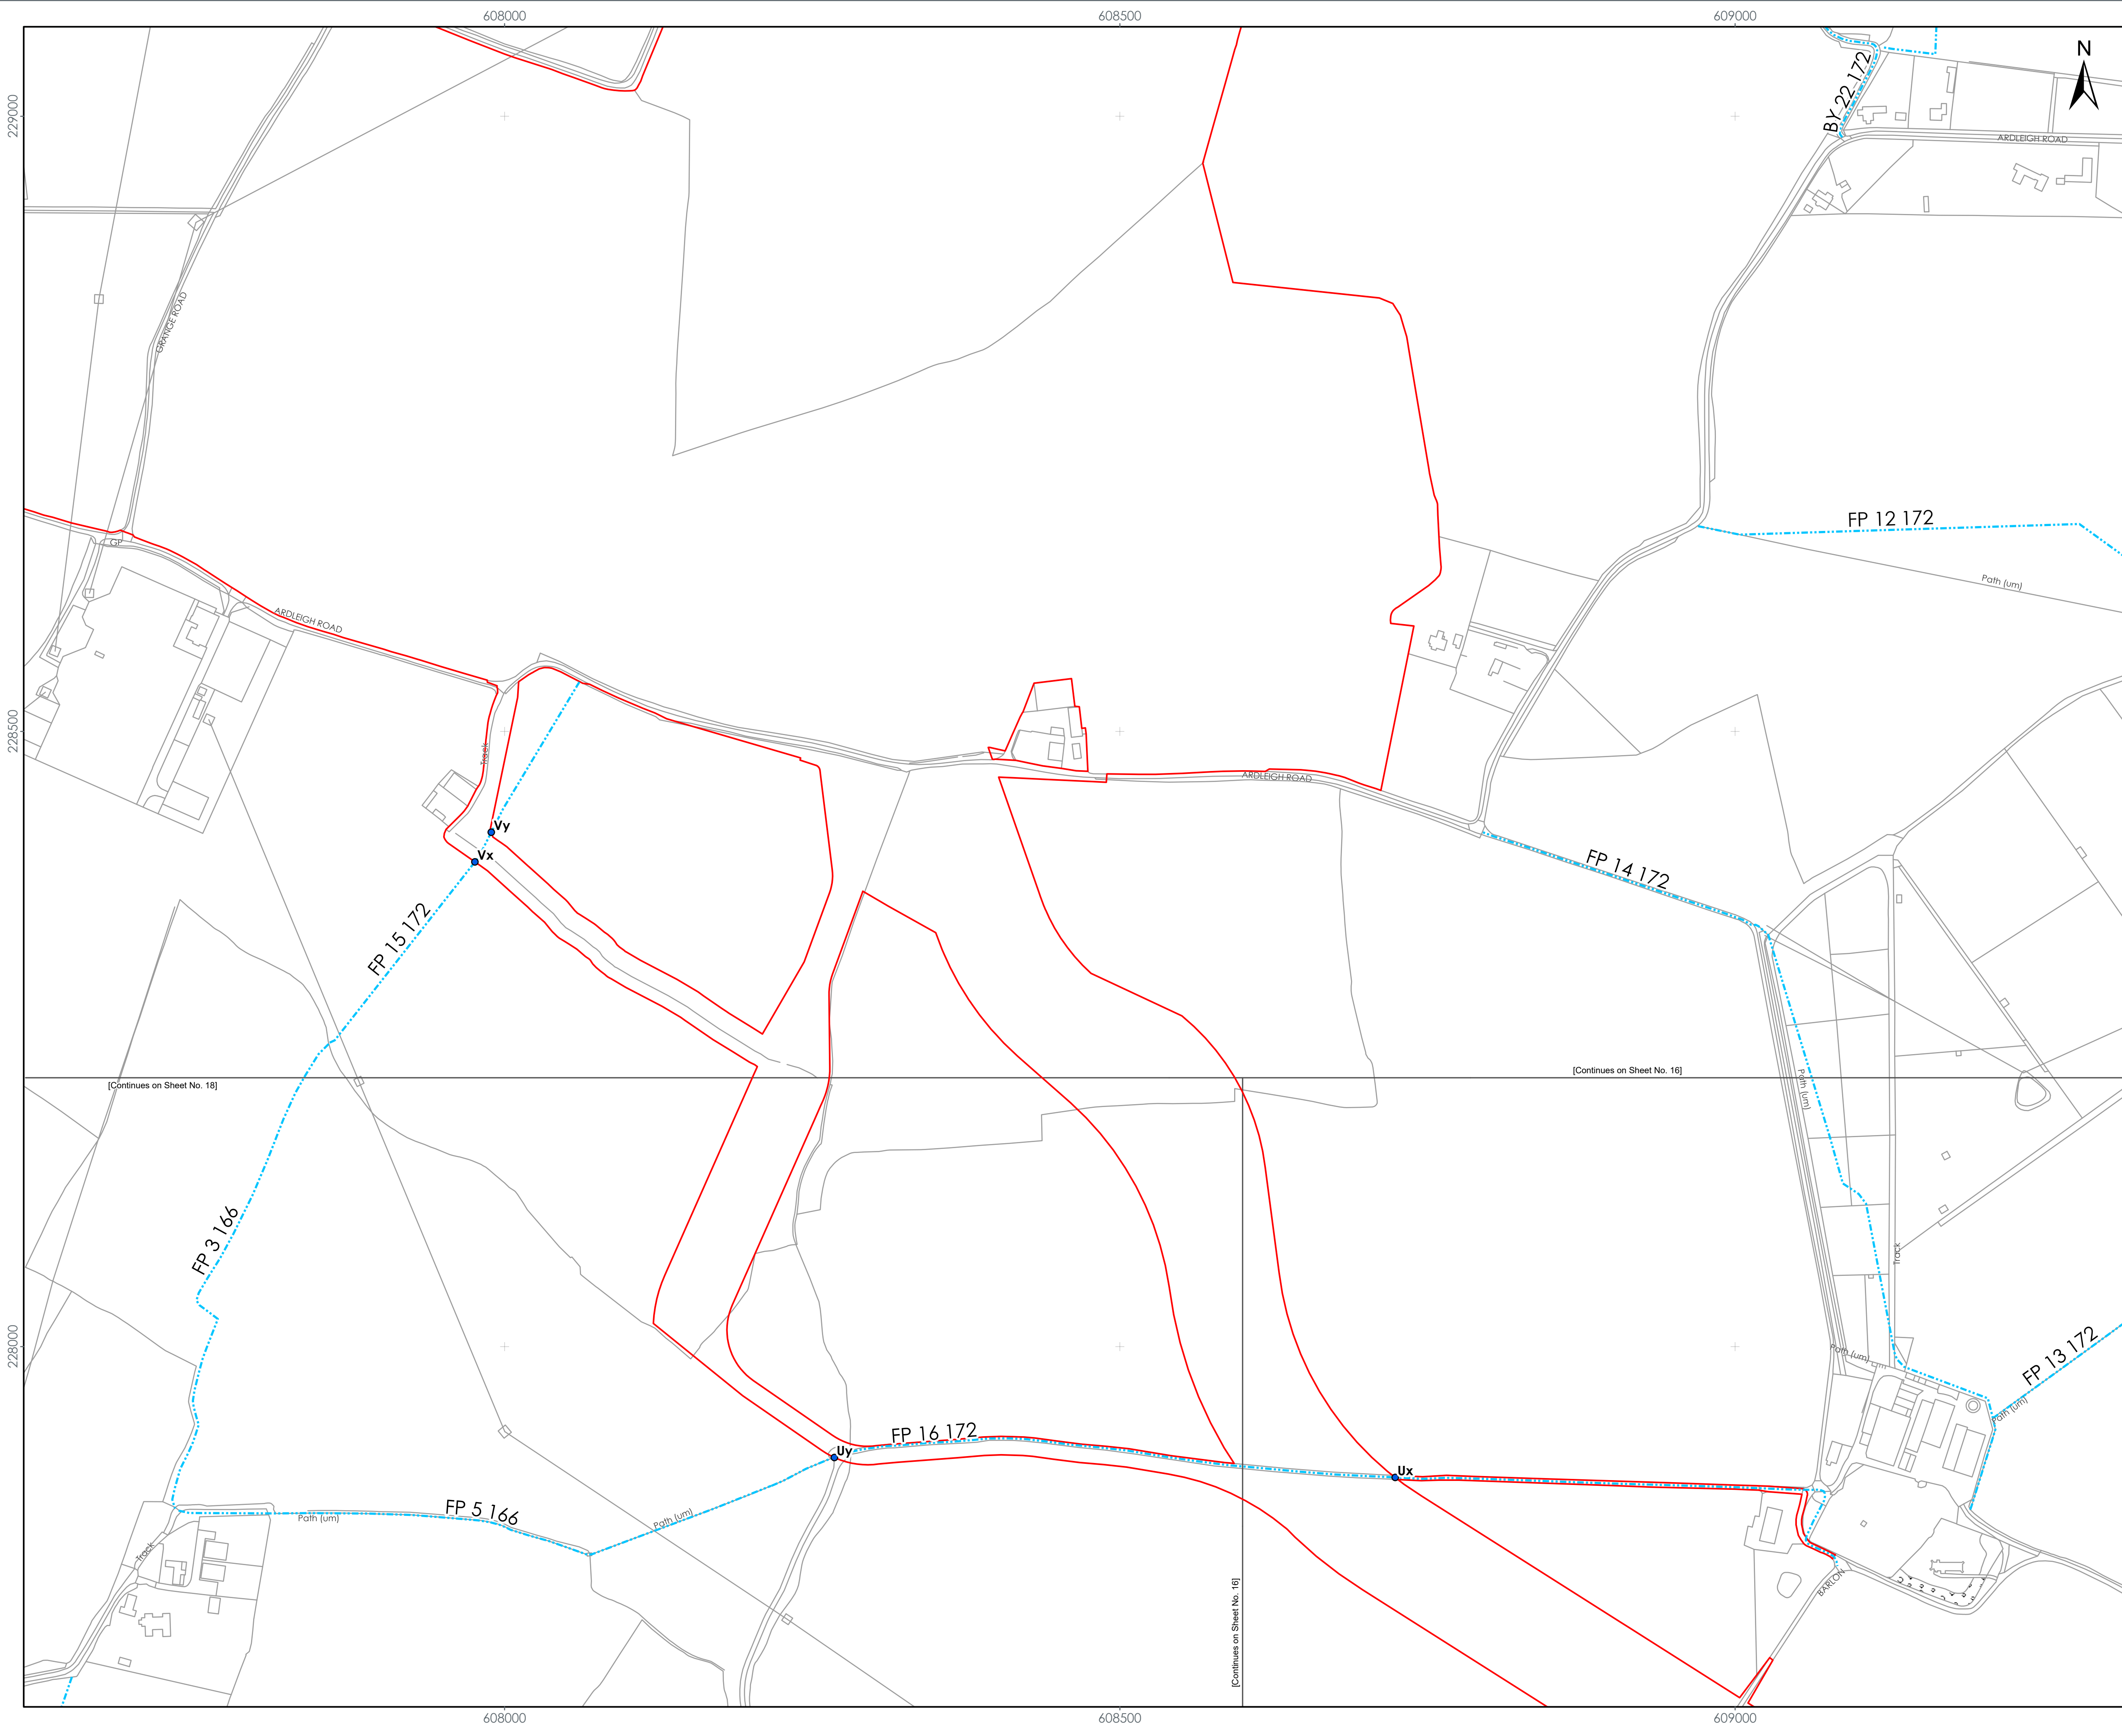 608000
608500
609000
N
229000
BY 22 172
ARDLEIGH ROAD
GRANGE ROAD
FP 12 172
GP
Path (um)
ARDLEIGH ROAD
228500
Track
ARDLEIGH ROAD
Vy
Vx
FP 14 172
FP 15 172
[Continues on Sheet No. 18]
[Continues on Sheet No. 16]
Path (um)
FP 3 166
Track
228000
Path (um)
FP 13 172
Path (um)
FP 16 172
Uy
Ux
FP 5 166
Path (um)
Path (um)
Track
[Continues on Sheet No. 16]
BARLON
608000
608500
609000